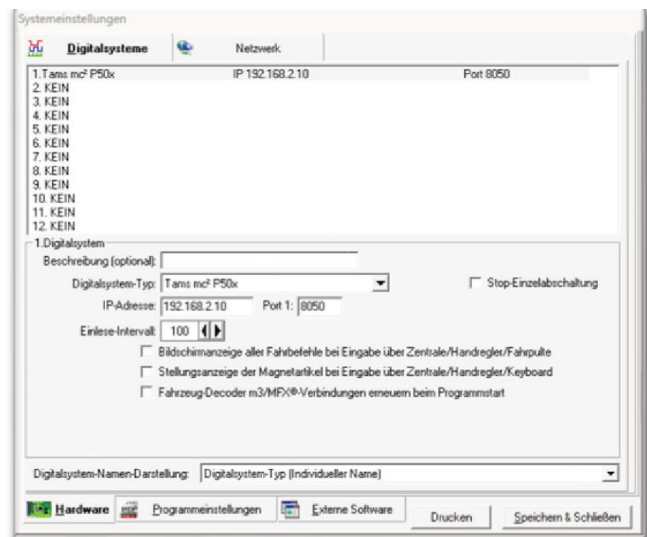 Systemeinstellungen
Digitalsysteme Netzwerk
1.Tams mc² P50x IP 192.168.2.10 Port 8050
2. KEIN
3. KEIN
4. KEIN
5. KEIN
6. KEIN
7. KEIN
8. KEIN
9. KEIN
10. KEIN
11. KEIN
12. KEIN
1.Digitalsystem
Beschreibung (optional):
Digitalsystem-Typ: Tams mc² P50x Stop-Einzelabschaltung
IP-Adresse: 192.168.2.10 Port 1: 8050
Einlese-Intervall: 100
Bildschirmanzeige aller Fahrbefehle bei Eingabe über Zentrale/Handregler/Fahrpulte
Stellungsanzeige der Magnetartikel bei Eingabe über Zentrale/Handregler/Keyboard
Fahrzeug-Decoder m3/MFX®-Verbindungen erneuern beim Programmstart
Digitalsystem-Namen-Darstellung: Digitalsystem-Typ (Individueller Name)
Hardware Programmeinstellungen Externe Software Drucken Speichern & Schließen